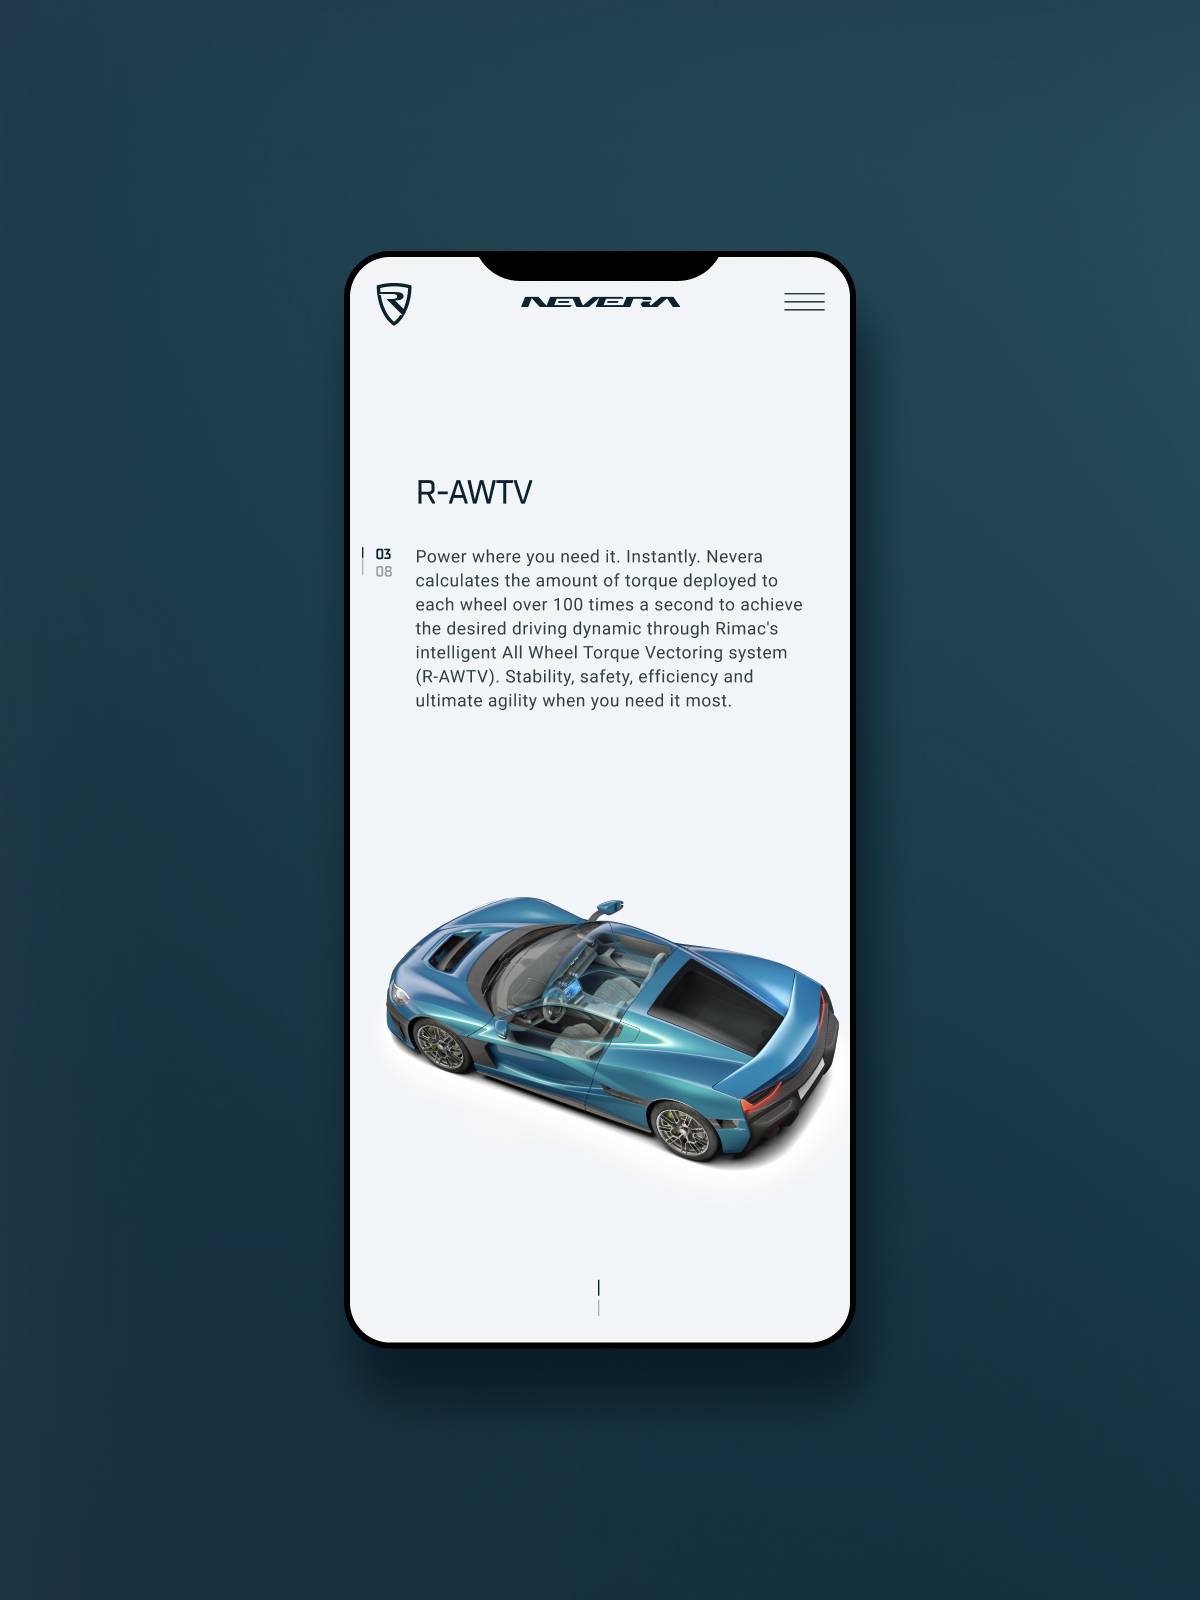 NEVERA
R-AWTV
03
08
Power where you need it. Instantly. Nevera
calculates the amount of torque deployed to
each wheel over 100 times a second to achieve
the desired driving dynamic through Rimac's
intelligent All Wheel Torque Vectoring system
(R-AWTV). Stability, safety, efficiency and
ultimate agility when you need it most.